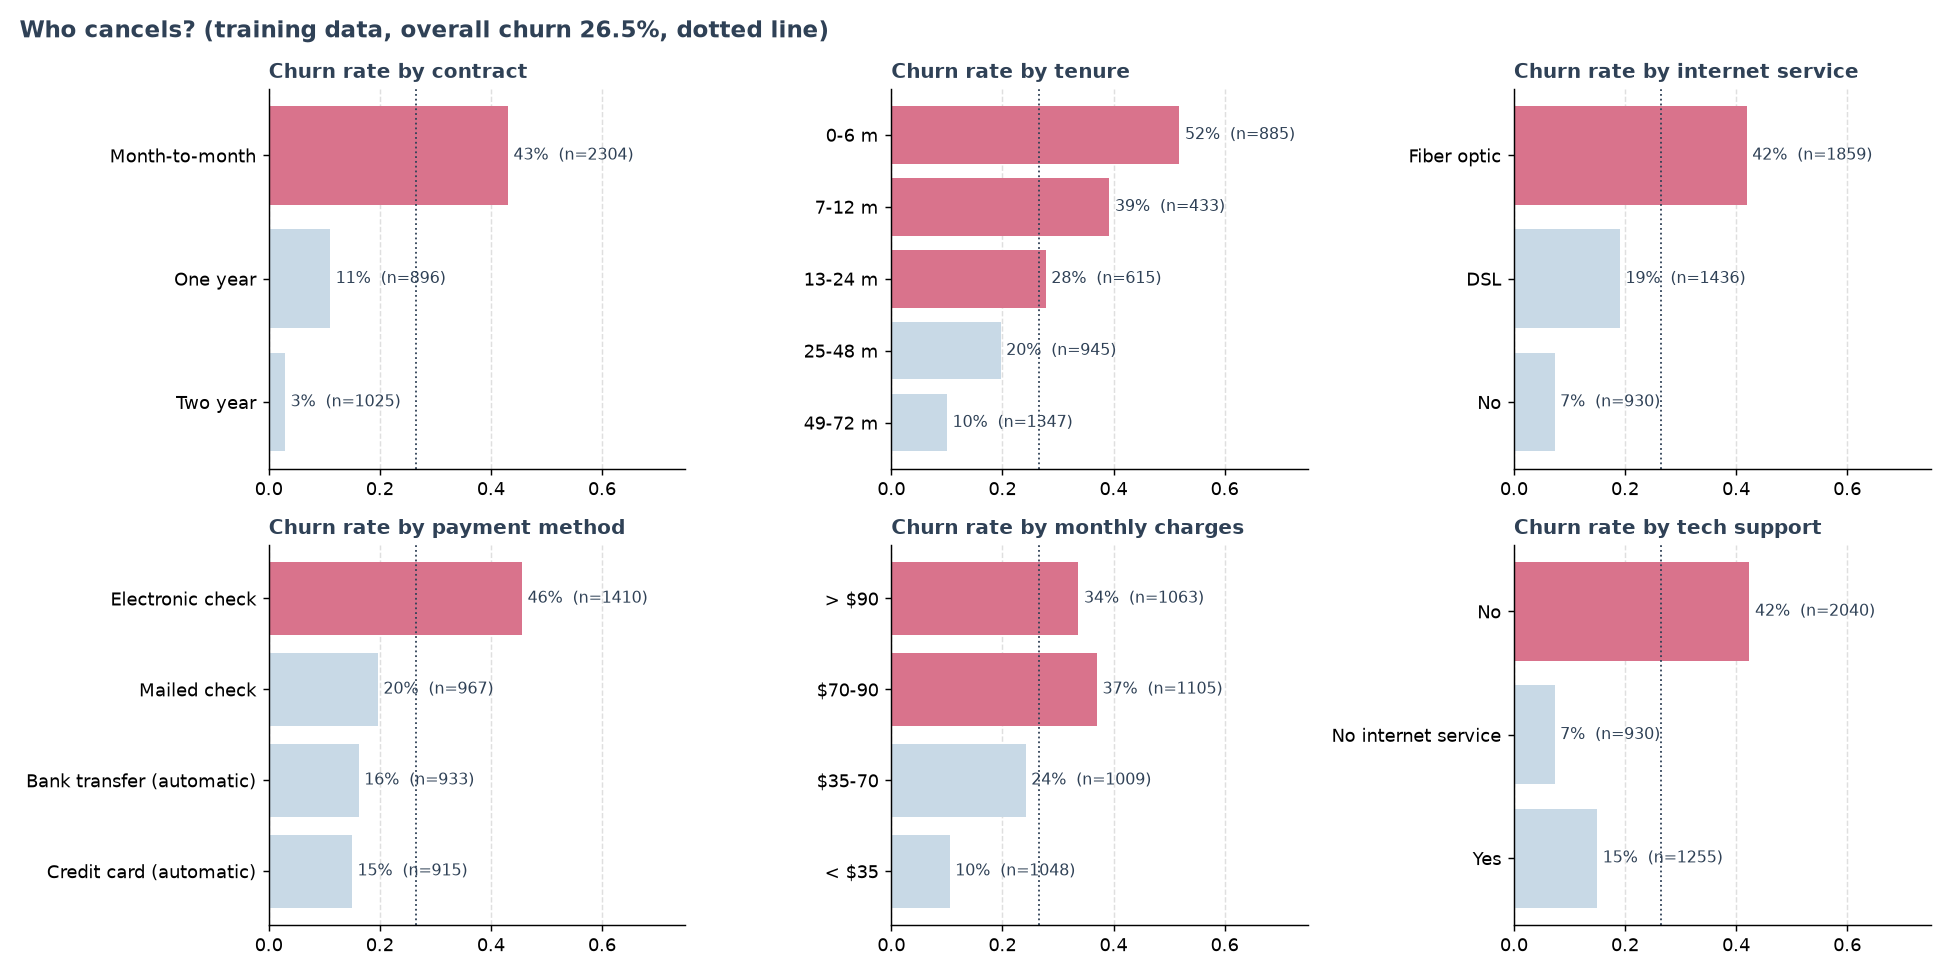 Who cancels? (training data, overall churn 26.5%, dotted line)
Churn rate by contract
Month-to-month
43% (n=2304)
One year
11% (n=896)
Two year
3% (n=1025)
0.0 0.2 0.4 0.6
Churn rate by tenure
0-6 m
52% (n=885)
7-12 m
39% (n=433)
13-24 m
28% (n=615)
25-48 m
20% (n=945)
49-72 m
10% (n=1347)
0.0 0.2 0.4 0.6
Churn rate by internet service
Fiber optic
42% (n=1859)
DSL
19% (n=1436)
No
7% (n=930)
0.0 0.2 0.4 0.6
Churn rate by payment method
Electronic check
46% (n=1410)
Mailed check
20% (n=967)
Bank transfer (automatic)
16% (n=933)
Credit card (automatic)
15% (n=915)
0.0 0.2 0.4 0.6
Churn rate by monthly charges
> $90
34% (n=1063)
$70-90
37% (n=1105)
$35-70
24% (n=1009)
< $35
10% (n=1048)
0.0 0.2 0.4 0.6
Churn rate by tech support
No
42% (n=2040)
No internet service
7% (n=930)
Yes
15% (n=1255)
0.0 0.2 0.4 0.6